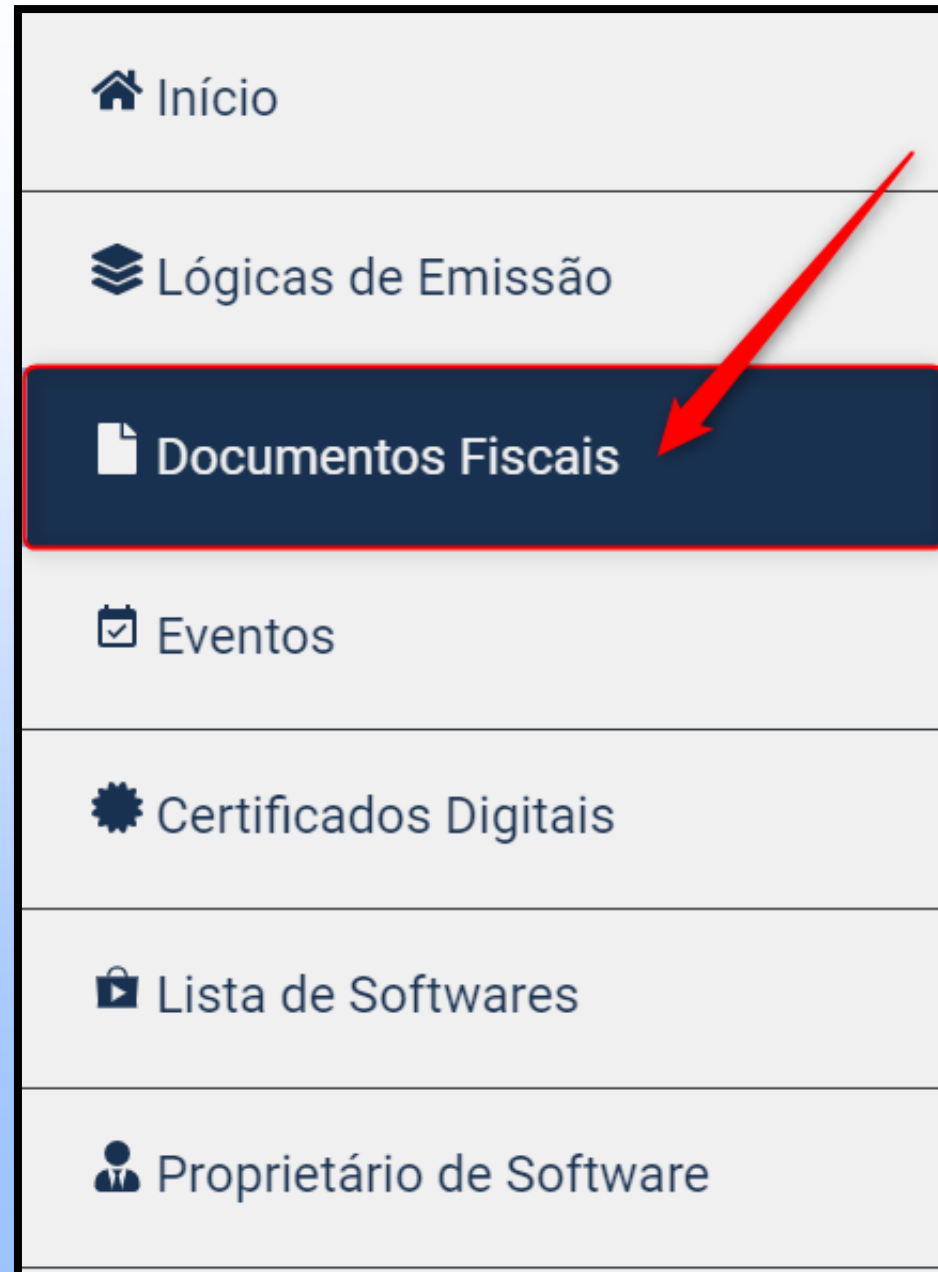 Início
Lógicas de Emissão
Documentos Fiscais
Eventos
Certificados Digitais
Lista de Softwares
Proprietário de Software